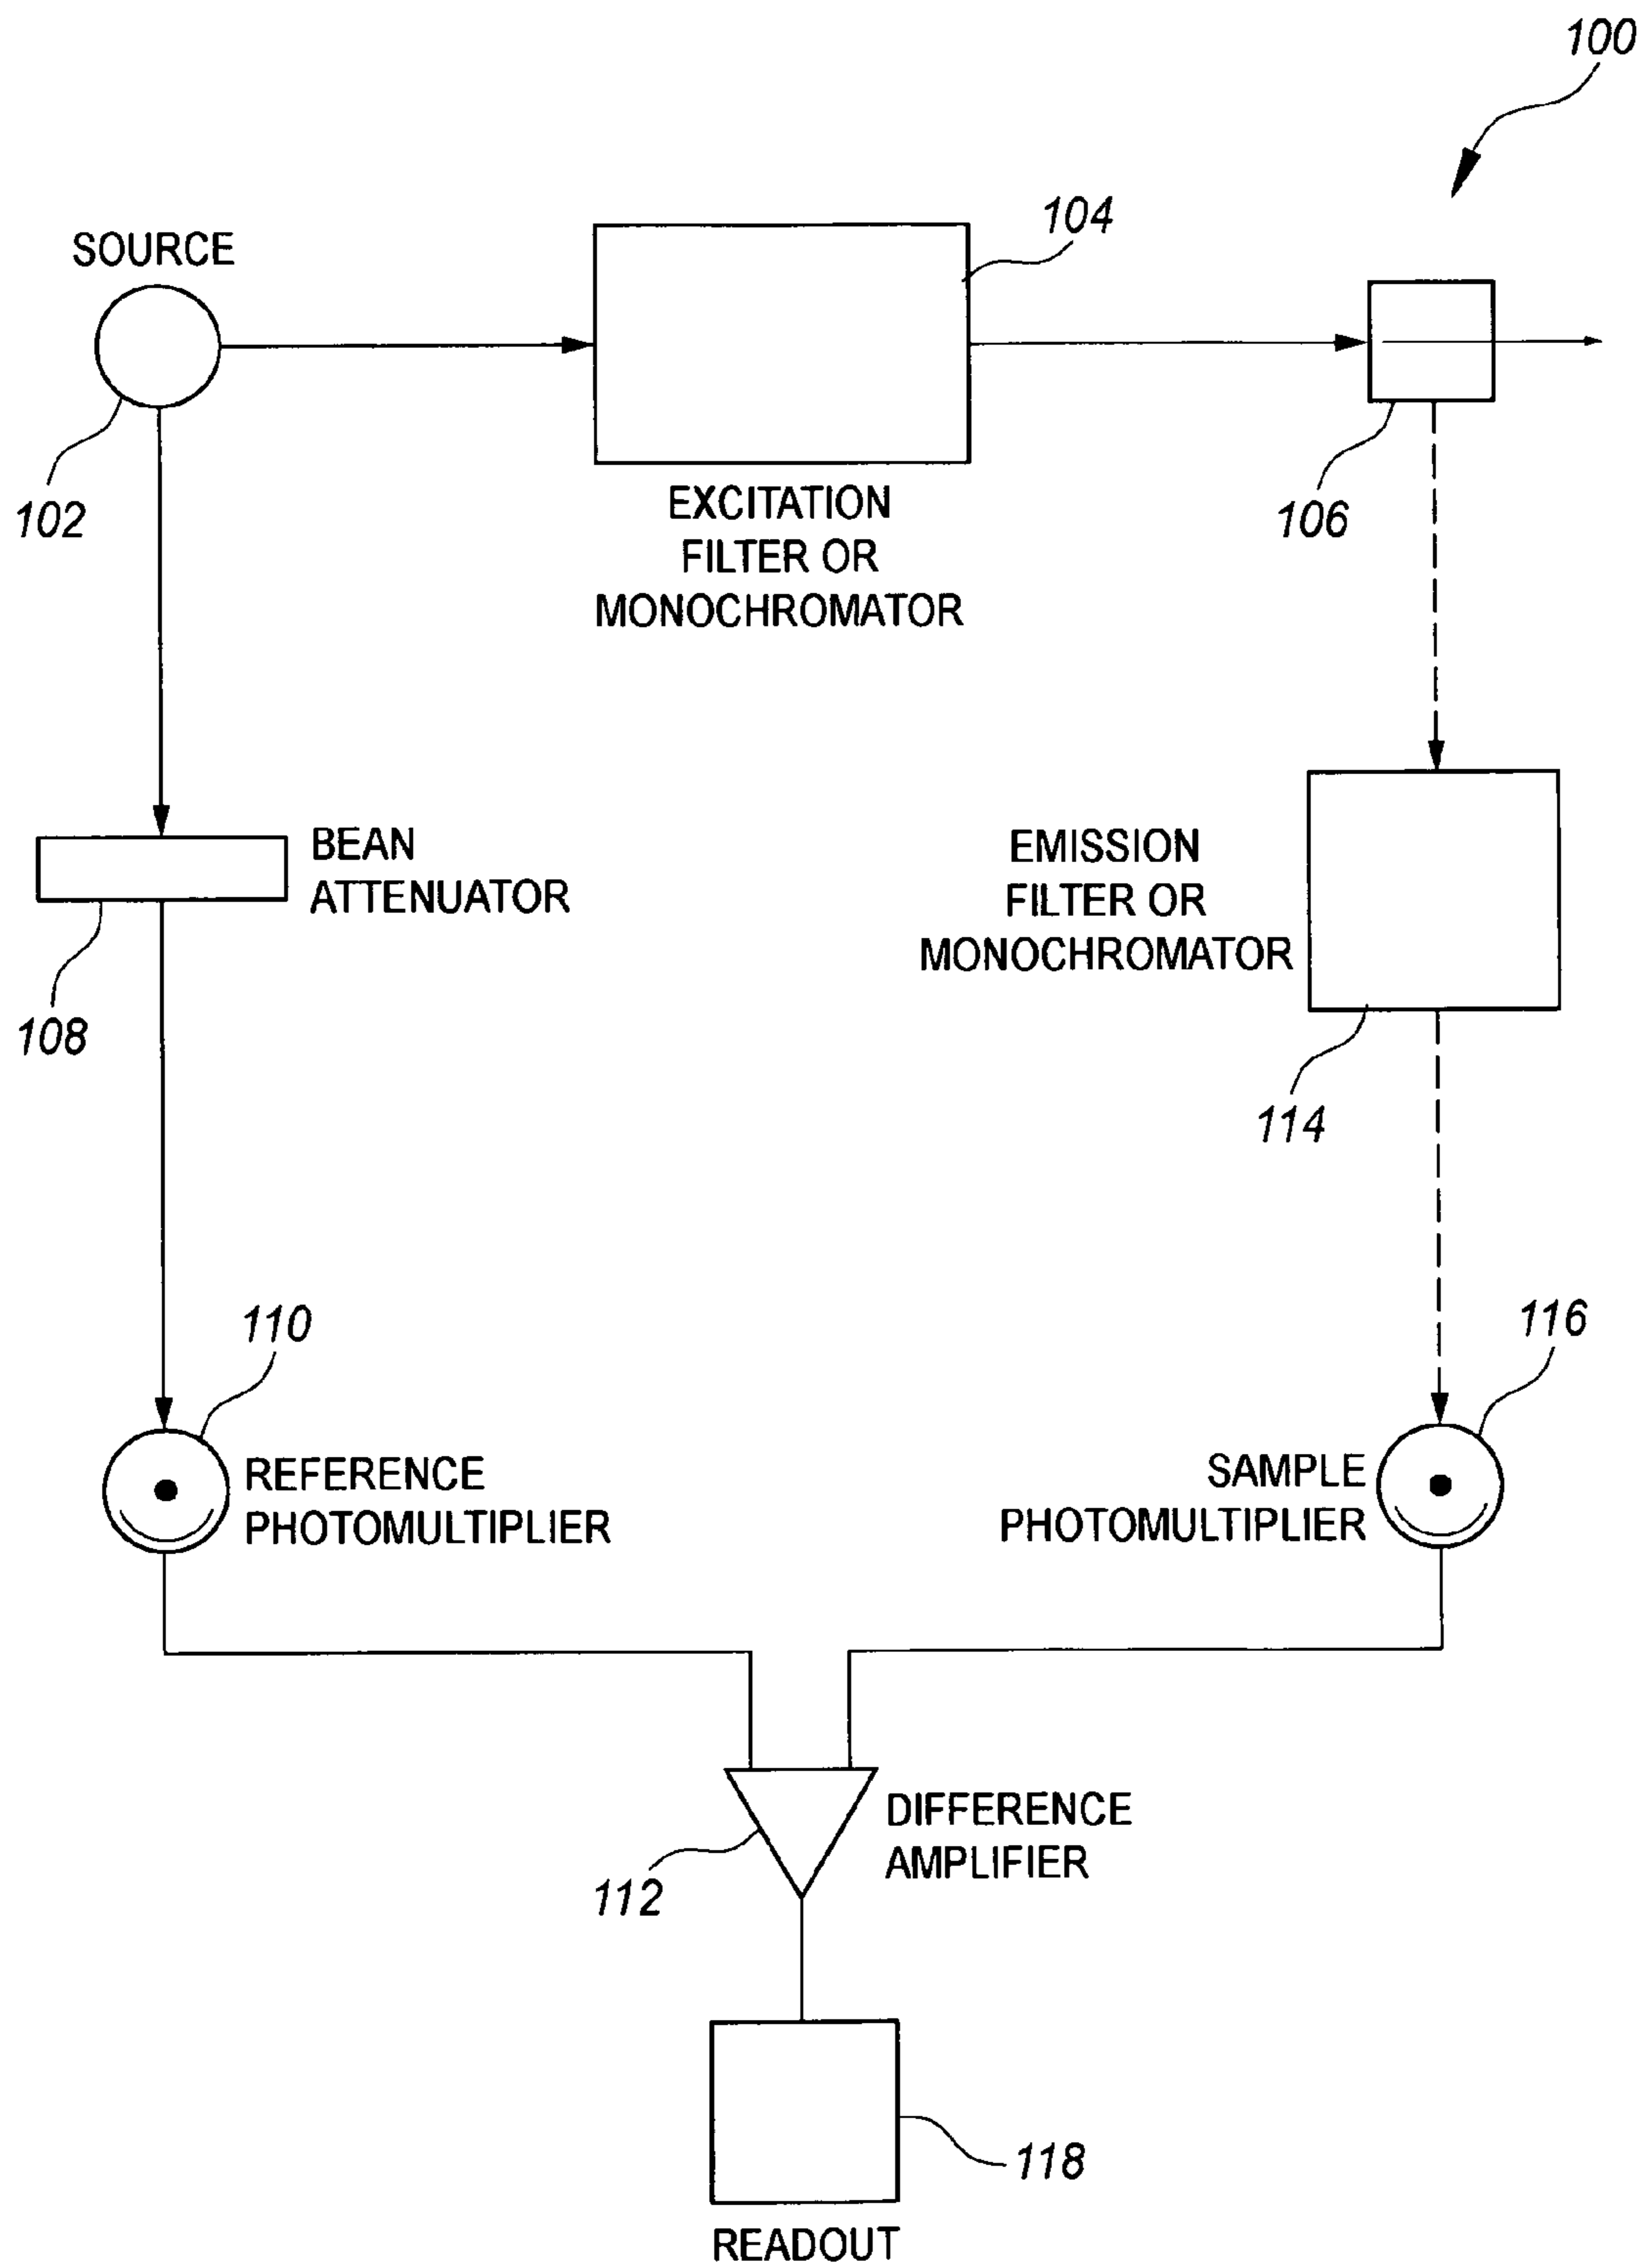 100
104
SOURCE
102
EXCITATION
FILTER OR
MONOCHROMATOR
106
BEAN
ATTENUATOR
108
EMISSION
FILTER OR
MONOCHROMATOR
114
110
116
REFERENCE
PHOTOMULTIPLIER
SAMPLE
PHOTOMULTIPLIER
DIFFERENCE
AMPLIFIER
112
118
READOUT